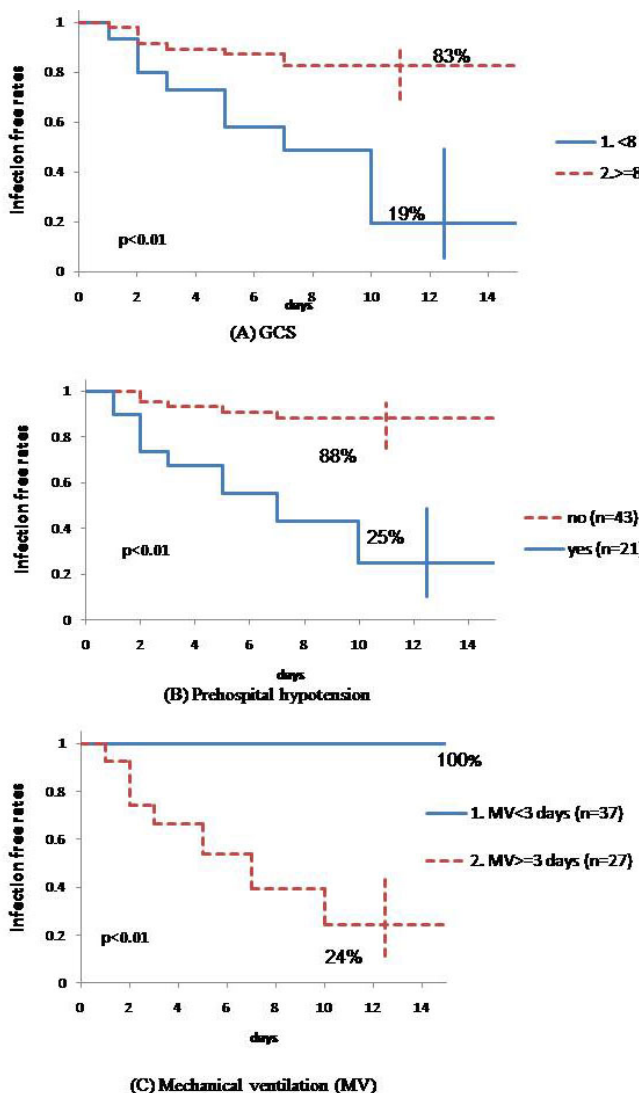 1
0.8
0.6
0.4
0.2
0
Infection free rates
83%
19%
p<0.01
1. <8
2.>=8
0 2 4 6 8 10 12 14
days
(A) GCS
1
0.8
0.6
0.4
0.2
0
Infection free rates
88%
25%
p<0.01
no (n=43)
yes (n=21)
0 2 4 6 8 10 12 14
days
(B) Prehospital hypotension
1
0.8
0.6
0.4
0.2
0
Infection free rates
100%
24%
p<0.01
1. MV<3 days (n=37)
2. MV>=3 days (n=27)
0 2 4 6 8 10 12 14
days
(C) Mechanical ventilation (MV)